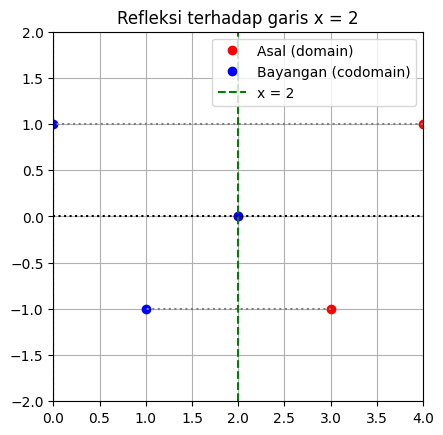 Refleksi terhadap garis x = 2
Asal (domain)
Bayangan (codomain)
x = 2
2.0
1.5
1.0
0.5
0.0
−0.5
−1.0
−1.5
−2.0
0.0 0.5 1.0 1.5 2.0 2.5 3.0 3.5 4.0